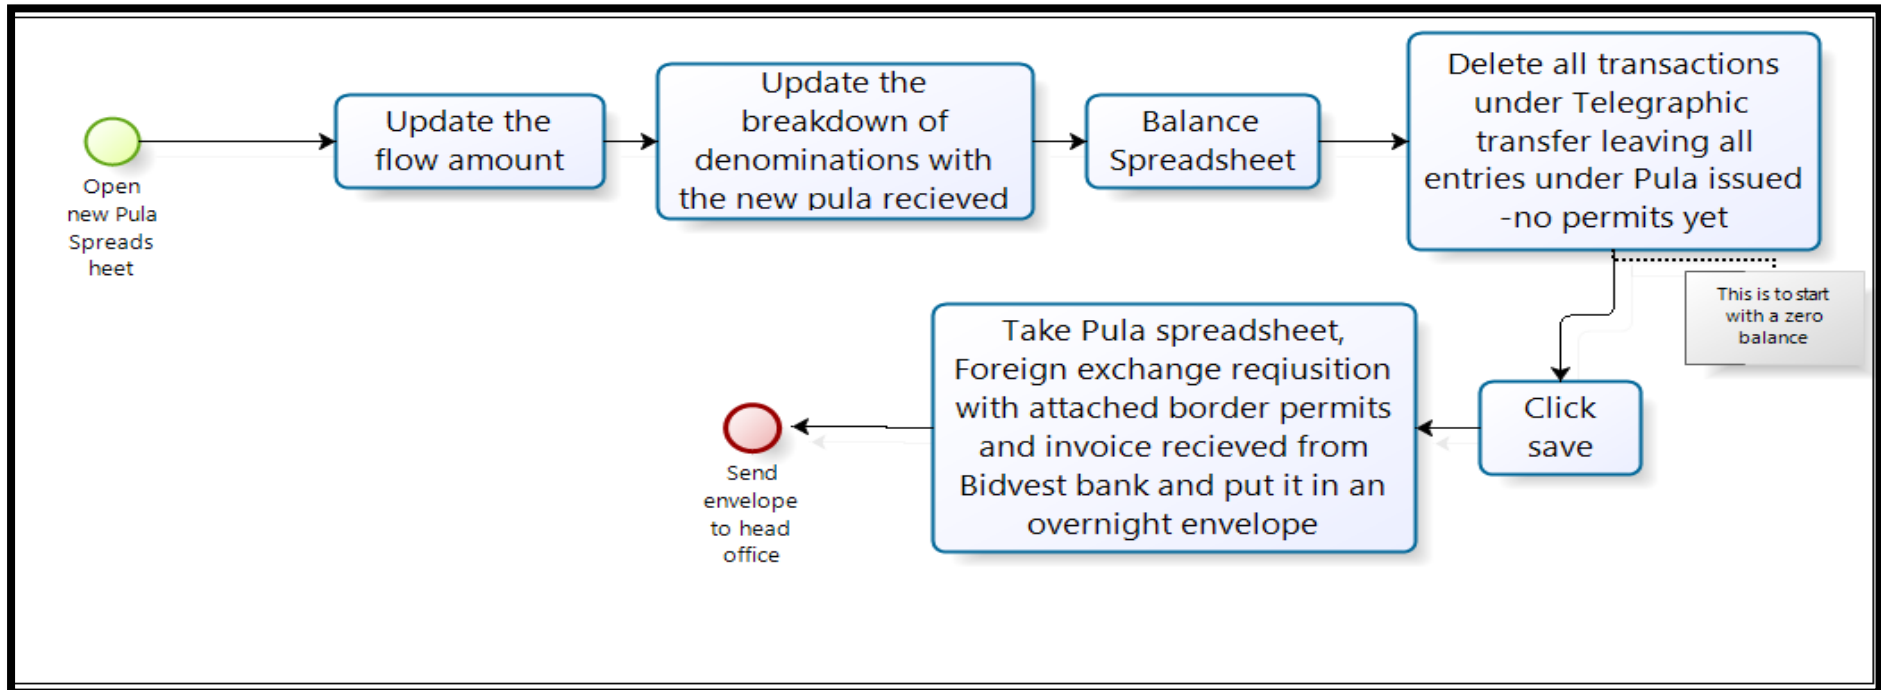 Open
new Pula
Spreads
heet
Update the
flow amount
Update the
breakdown of
denominations with
the new pula recieved
Balance
Spreadsheet
Delete all transactions
under Telegraphic
transfer leaving all
entries under Pula issued
-no permits yet
This is to start
with a zero
balance
Click
save
Take Pula spreadsheet,
Foreign exchange reqiusition
with attached border permits
and invoice recieved from
Bidvest bank and put it in an
overnight envelope
Send
envelope
to head
office